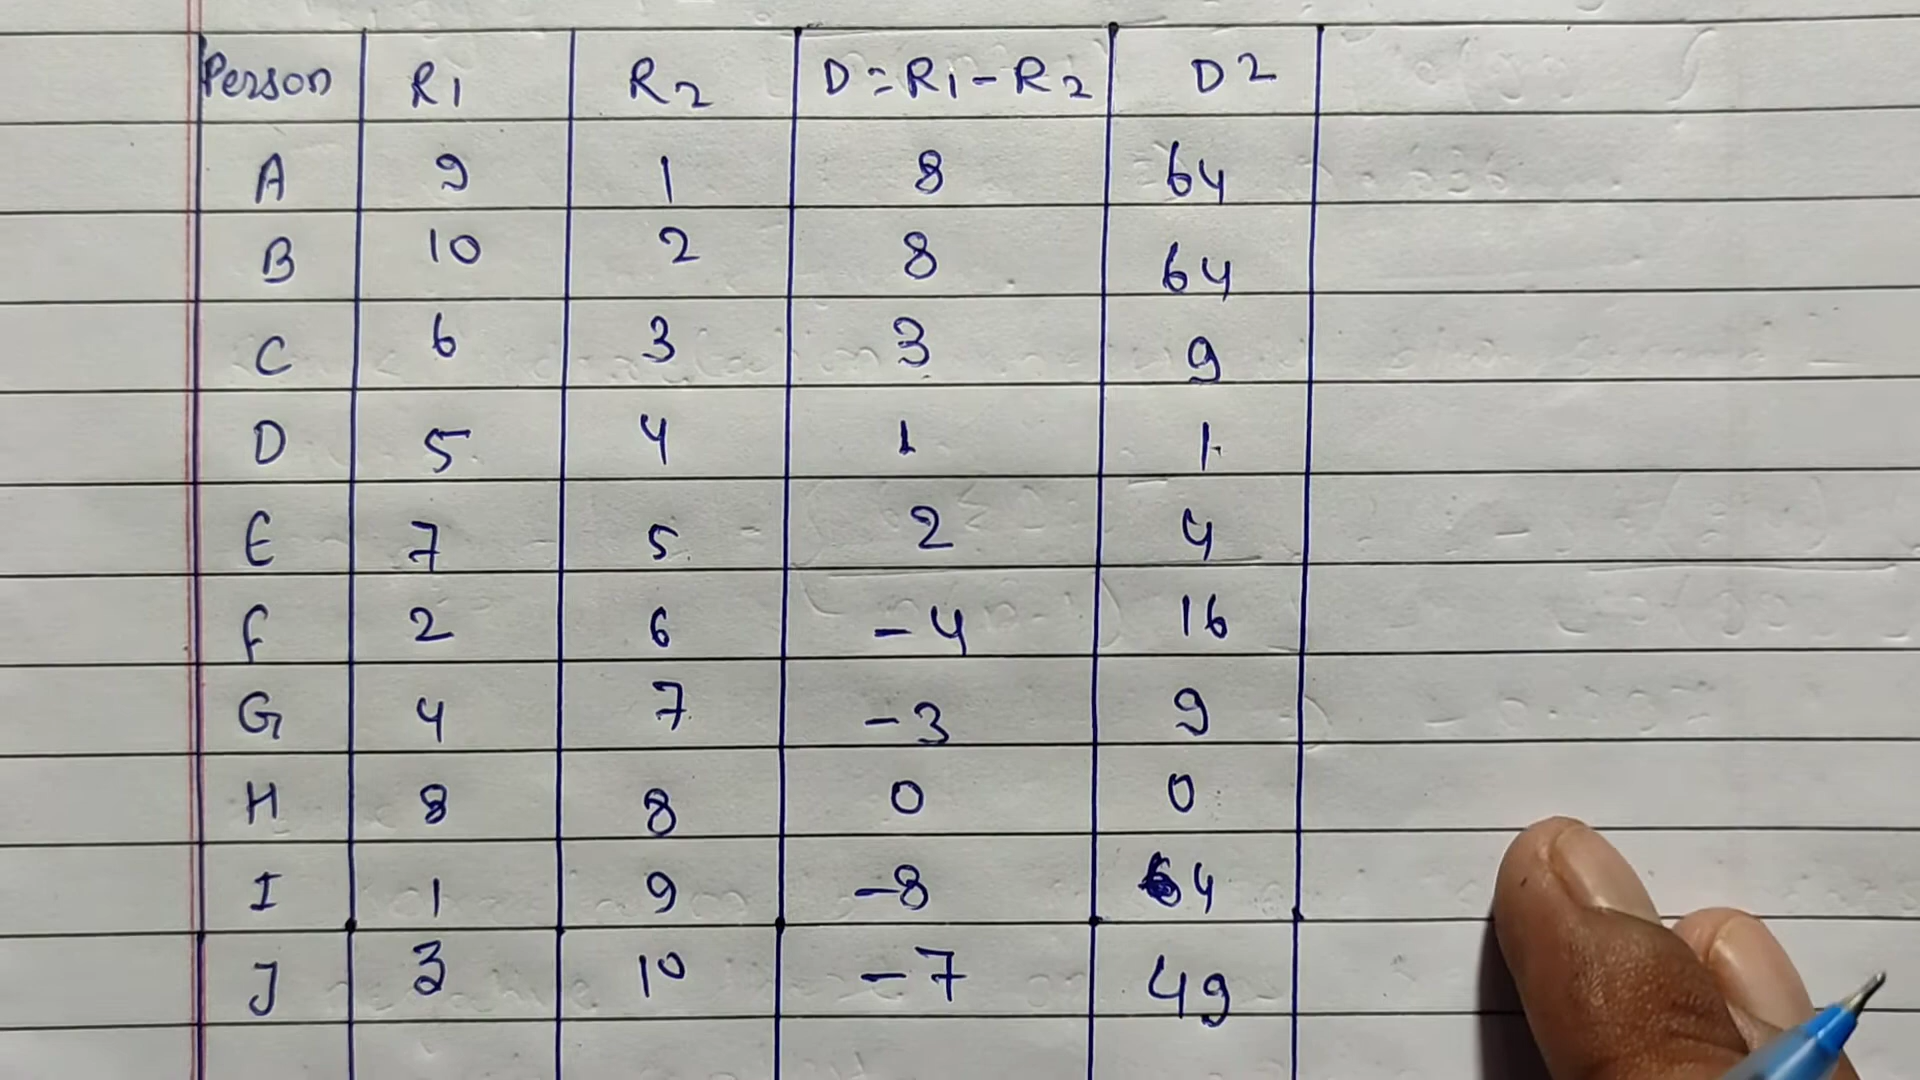 Person R1 R2 D=R1-R2 D2
A 9 1 8 64
B 10 2 8 64
C 6 3 3 9
D 5 4 1 1
E 7 5 2 4
F 2 6 -4 16
G 4 7 -3 9
H 8 8 0 0
I 1 9 -8 64
J 3 10 -7 49